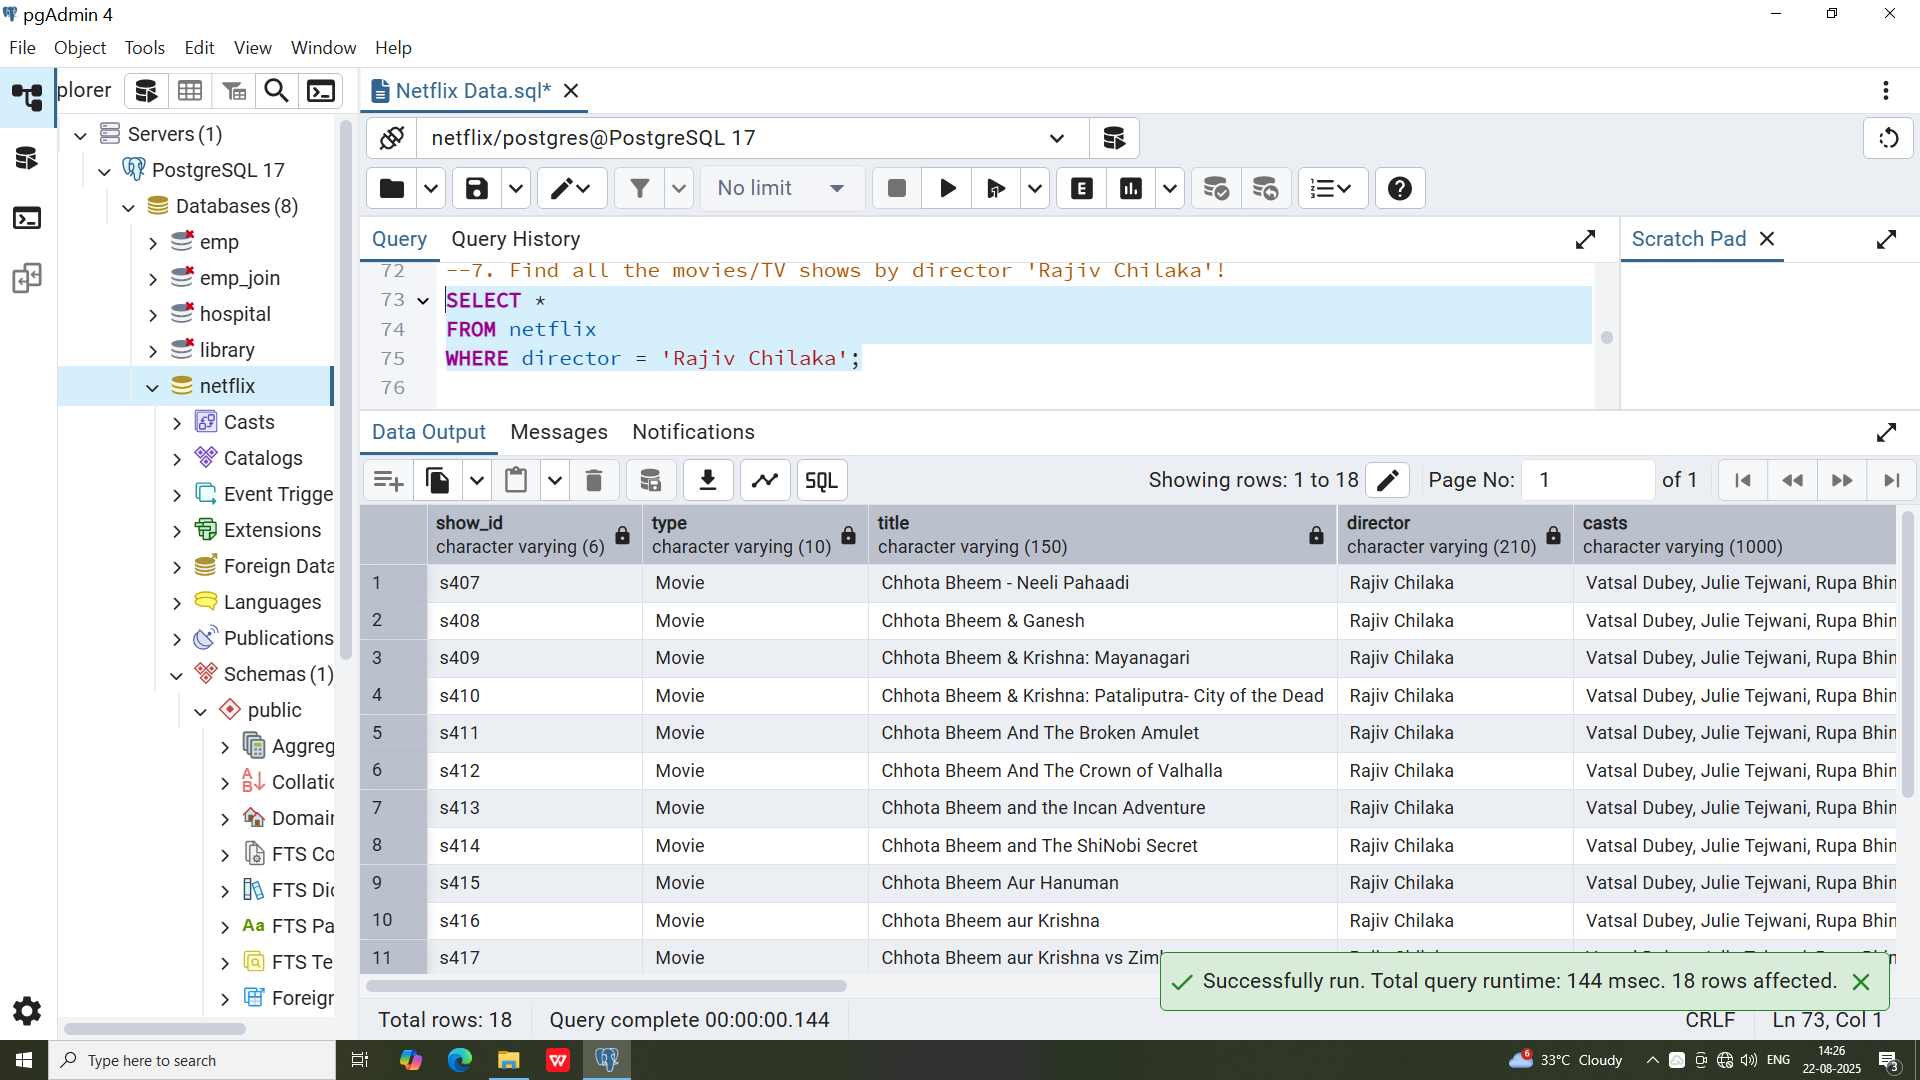 pgAdmin 4
File Object Tools Edit View Window Help
plorer
Servers (1)
PostgreSQL 17
Databases (8)
emp
emp_join
hospital
library
netflix
Casts
Catalogs
Event Trigge
Extensions
Foreign Data
Languages
Publications
Schemas (1)
public
Aggreg
Collatic
Domair
FTS Co
FTS Dic
FTS Pa
FTS Te
Foreigr
Netflix Data.sql*
netflix/postgres@PostgreSQL 17
No limit
E
Query Query History
Scratch Pad
72 --7. Find all the movies/TV shows by director 'Rajiv Chilaka'!
73 SELECT *
74 FROM netflix
75 WHERE director = 'Rajiv Chilaka';
76
Data Output Messages Notifications
SQL Showing rows: 1 to 18 Page No: 1 of 1
show_id type title director casts
character varying (6) character varying (10) character varying (150) character varying (210) character varying (1000)
1 s407 Movie Chhota Bheem - Neeli Pahaadi Rajiv Chilaka Vatsal Dubey, Julie Tejwani, Rupa Bhin
2 s408 Movie Chhota Bheem & Ganesh Rajiv Chilaka Vatsal Dubey, Julie Tejwani, Rupa Bhin
3 s409 Movie Chhota Bheem & Krishna: Mayanagari Rajiv Chilaka Vatsal Dubey, Julie Tejwani, Rupa Bhin
4 s410 Movie Chhota Bheem & Krishna: Pataliputra- City of the Dead Rajiv Chilaka Vatsal Dubey, Julie Tejwani, Rupa Bhin
5 s411 Movie Chhota Bheem And The Broken Amulet Rajiv Chilaka Vatsal Dubey, Julie Tejwani, Rupa Bhin
6 s412 Movie Chhota Bheem And The Crown of Valhalla Rajiv Chilaka Vatsal Dubey, Julie Tejwani, Rupa Bhin
7 s413 Movie Chhota Bheem and the Incan Adventure Rajiv Chilaka Vatsal Dubey, Julie Tejwani, Rupa Bhin
8 s414 Movie Chhota Bheem and The ShiNobi Secret Rajiv Chilaka Vatsal Dubey, Julie Tejwani, Rupa Bhin
9 s415 Movie Chhota Bheem Aur Hanuman Rajiv Chilaka Vatsal Dubey, Julie Tejwani, Rupa Bhin
10 s416 Movie Chhota Bheem aur Krishna Rajiv Chilaka Vatsal Dubey, Julie Tejwani, Rupa Bhin
11 s417 Movie Chhota Bheem aur Krishna vs
Successfully run. Total query runtime: 144 msec. 18 rows affected.
Total rows: 18 Query complete 00:00:00.144 CRLF Ln 73, Col 1
Type here to search
6 33°C Cloudy ENG 14:26
22-08-2025 3